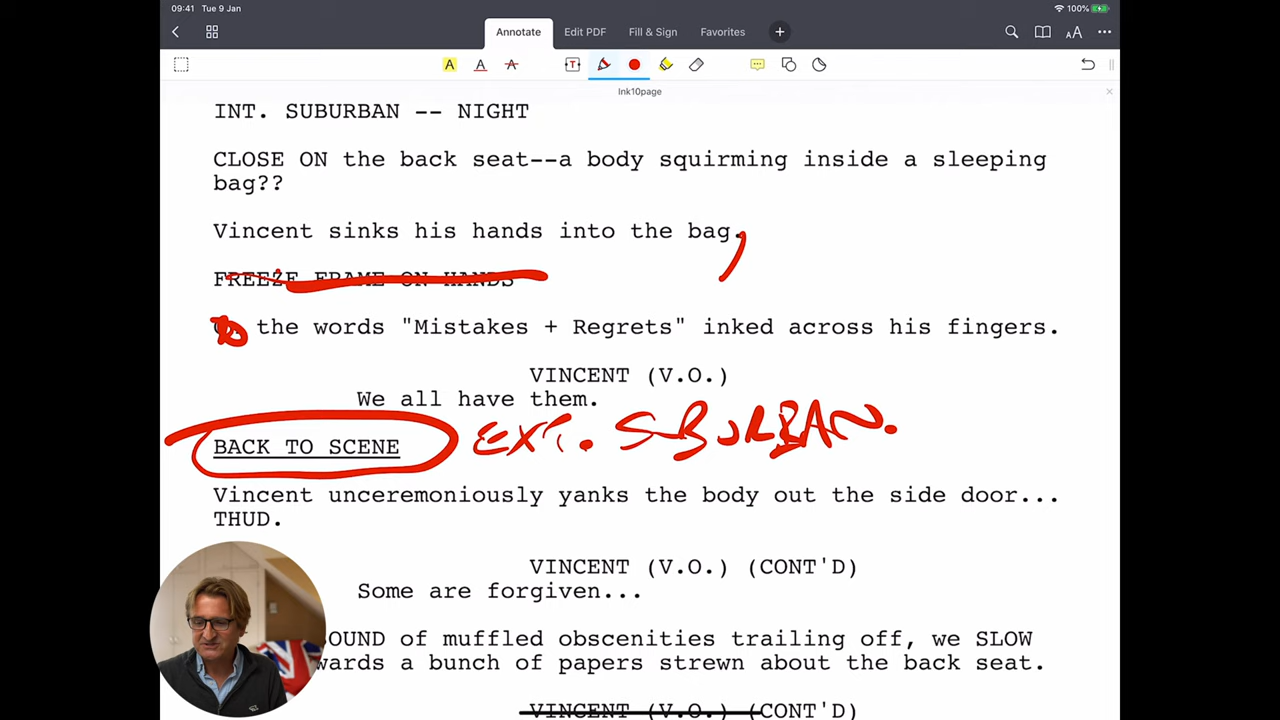 09:41 Tue 9 Jan 100%
Annotate Edit PDF Fill & Sign Favorites
A A A T AA
Ink10page
INT. SUBURBAN -- NIGHT
CLOSE ON the back seat--a body squirming inside a sleeping
bag??
Vincent sinks his hands into the bag.,
FREEZE FRAME ON HANDS
the words "Mistakes + Regrets" inked across his fingers.
VINCENT (V.O.)
We all have them.
BACK TO SCENE EXT. SUBURBAN.
Vincent unceremoniously yanks the body out the side door...
THUD.
VINCENT (V.O.) (CONT'D)
Some are forgiven...
OUND of muffled obscenities trailing off, we SLOW
wards a bunch of papers strewn about the back seat.
VINCENT (V.O.) (CONT'D)